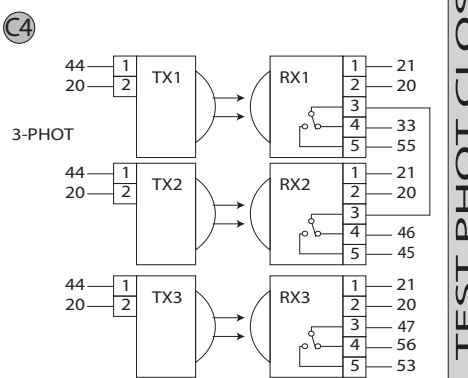 C4
3-PHOT
44 1 TX1 RX1 1 21
20 2 2 20
3
4 33
5 55
44 1 TX2 RX2 1 21
20 2 2 20
3
4 46
5 45
44 1 TX3 RX3 1 21
20 2 2 20
3 47
4 56
5 53
TEST PHOT CLOS